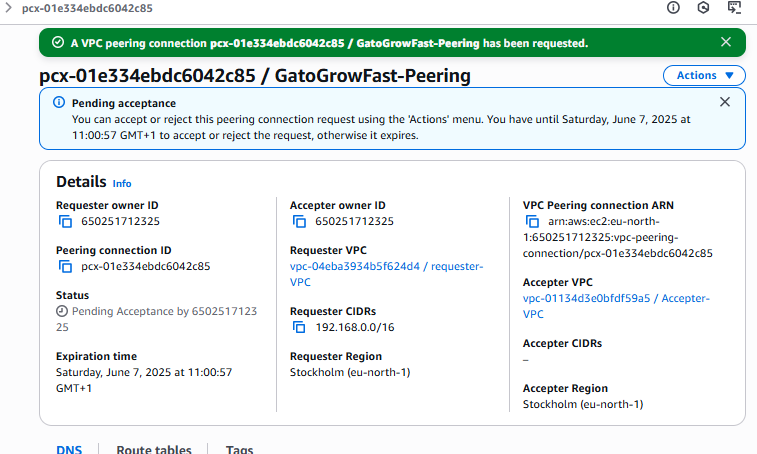 pcx-01e334ebdc6042c85
A VPC peering connection pcx-01e334ebdc6042c85 / GatoGrowFast-Peering has been requested.
pcx-01e334ebdc6042c85 / GatoGrowFast-Peering
Actions
Pending acceptance
You can accept or reject this peering connection request using the 'Actions' menu. You have until Saturday, June 7, 2025 at
11:00:57 GMT+1 to accept or reject the request, otherwise it expires.
Details Info
Requester owner ID
650251712325
Peering connection ID
pcx-01e334ebdc6042c85
Status
Pending Acceptance by 6502517123
25
Expiration time
Saturday, June 7, 2025 at 11:00:57
GMT+1
Accepter owner ID
650251712325
Requester VPC
vpc-04eba3934b5f624d4 / requester-
VPC
Requester CIDRs
192.168.0.0/16
Requester Region
Stockholm (eu-north-1)
VPC Peering connection ARN
arn:aws:ec2:eu-north-
1:650251712325:vpc-peering-
connection/pcx-01e334ebdc6042c85
Accepter VPC
vpc-01134d3e0bfdf59a5 / Accepter-
VPC
Accepter CIDRs
–
Accepter Region
Stockholm (eu-north-1)
DNS
Route tables
Tags